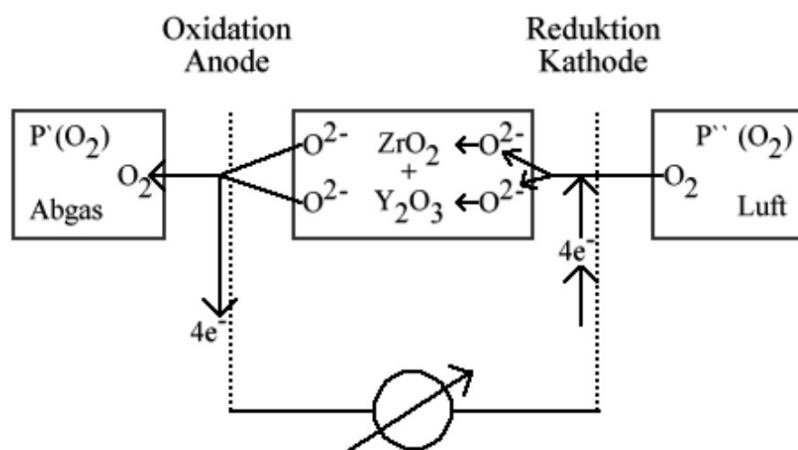 Oxidation
Anode
Reduktion
Kathode
P`(O₂)
O₂
Abgas
O²⁻
O²⁻
ZrO₂
+
Y₂O₃
O²⁻
O²⁻
P`` (O₂)
O₂
Luft
4e⁻
4e⁻